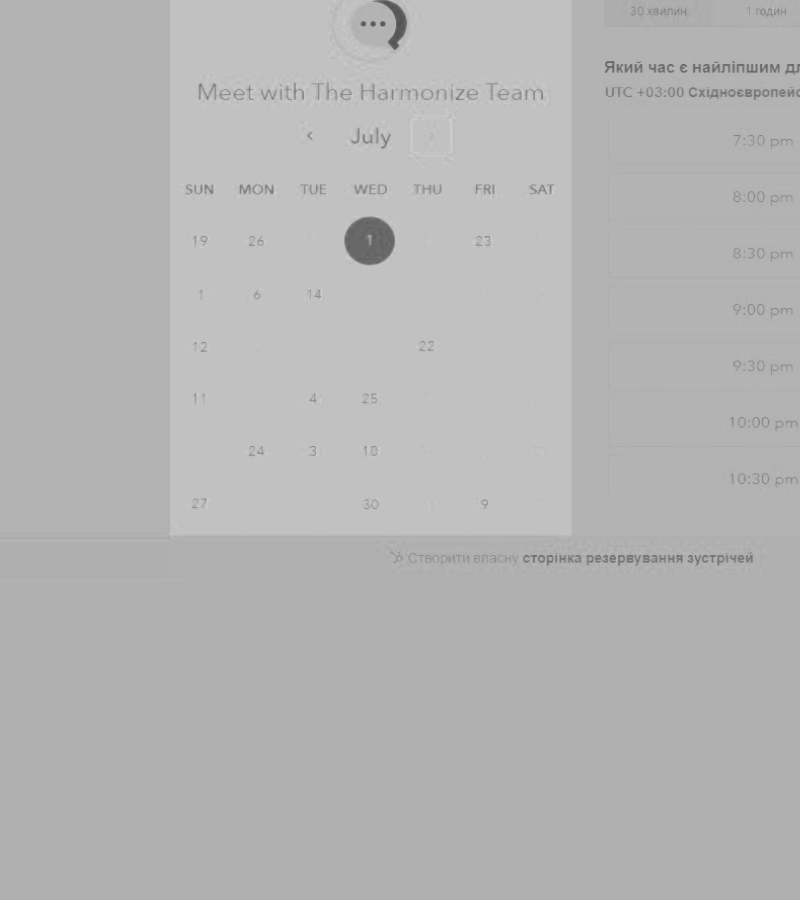 30 хвилин 1 годин
Meet with The Harmonize Team
Який час є найліпшим
UTC +03:00 Східноєвропейс
‹ July ›
SUN MON TUE WED THU FRI SAT
19 26 1 23
1 6 14
12 22
11 4 25
24 3 10
27 30 9
7:30 pm
8:00 pm
8:30 pm
9:00 pm
9:30 pm
10:00 pm
10:30 pm
Створити власну сторінка резервування зустрічей